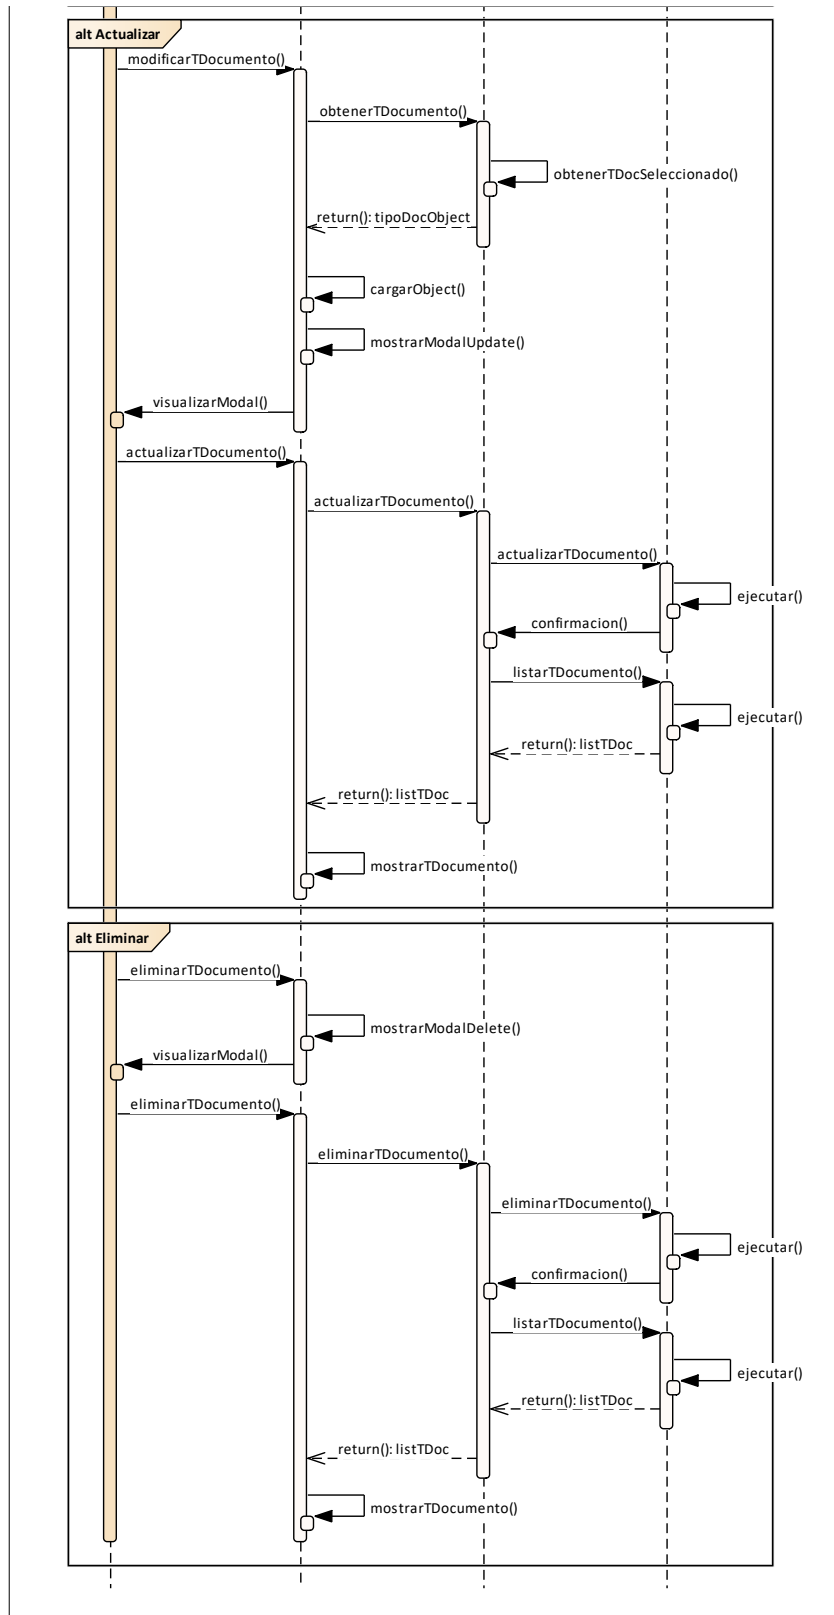 alt Actualizar
modificarTDocumento()
obtenerTDocumento()
obtenerTDocSeleccionado()
return(): tipoDocObject
cargarObject()
mostrarModalUpdate()
visualizarModal()
actualizarTDocumento()
actualizarTDocumento()
actualizarTDocumento()
ejecutar()
confirmacion()
listarTDocumento()
ejecutar()
return(): listTDoc
return(): listTDoc
mostrarTDocumento()
alt Eliminar
eliminarTDocumento()
mostrarModalDelete()
visualizarModal()
eliminarTDocumento()
eliminarTDocumento()
eliminarTDocumento()
ejecutar()
confirmacion()
listarTDocumento()
ejecutar()
return(): listTDoc
return(): listTDoc
mostrarTDocumento()